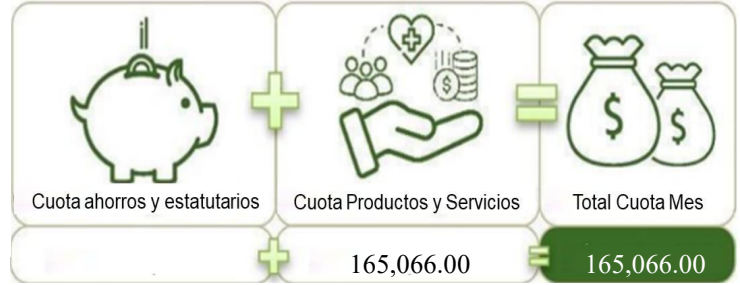 Cuota ahorros y estatutarios
Cuota Productos y Servicios
Total Cuota Mes
165,066.00
165,066.00